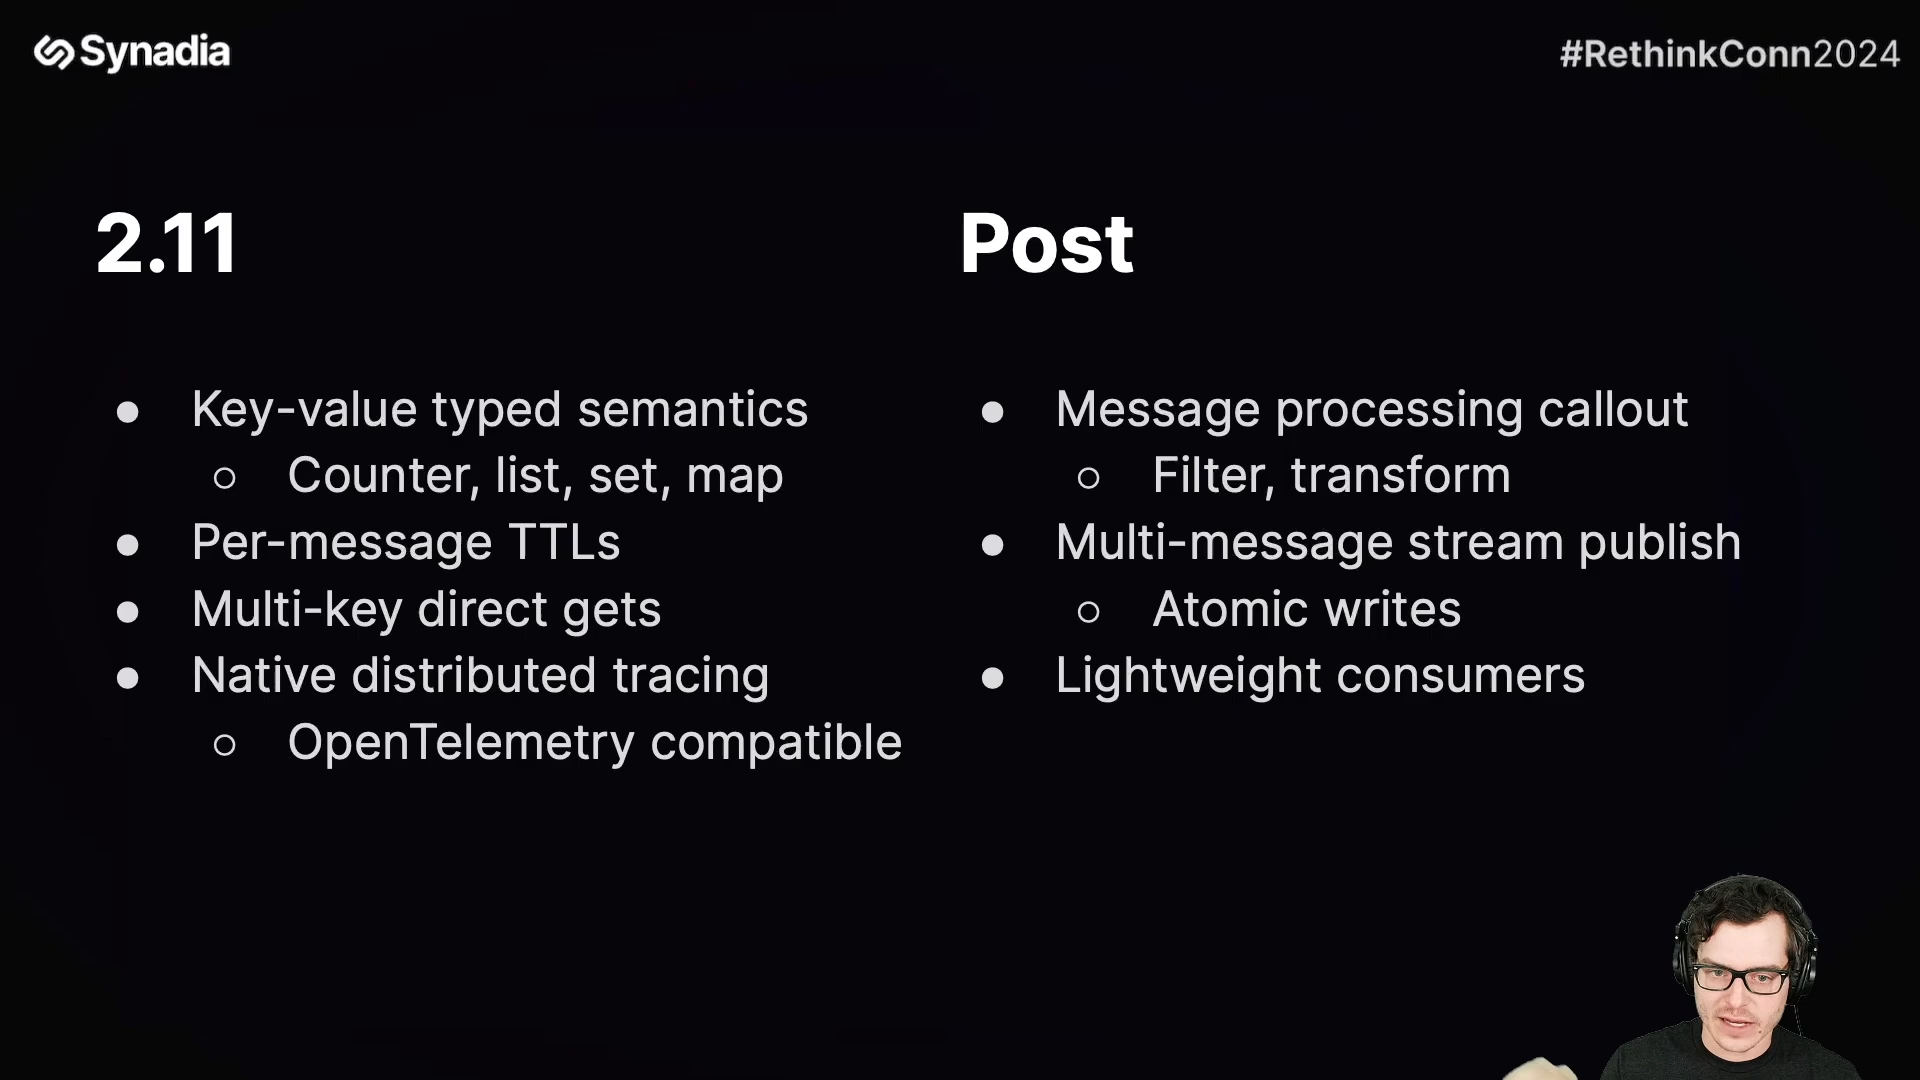 Synadia
#RethinkConn2024
2.11
● Key-value typed semantics
○ Counter, list, set, map
● Per-message TTLs
● Multi-key direct gets
● Native distributed tracing
○ OpenTelemetry compatible
Post
● Message processing callout
○ Filter, transform
● Multi-message stream publish
○ Atomic writes
● Lightweight consumers